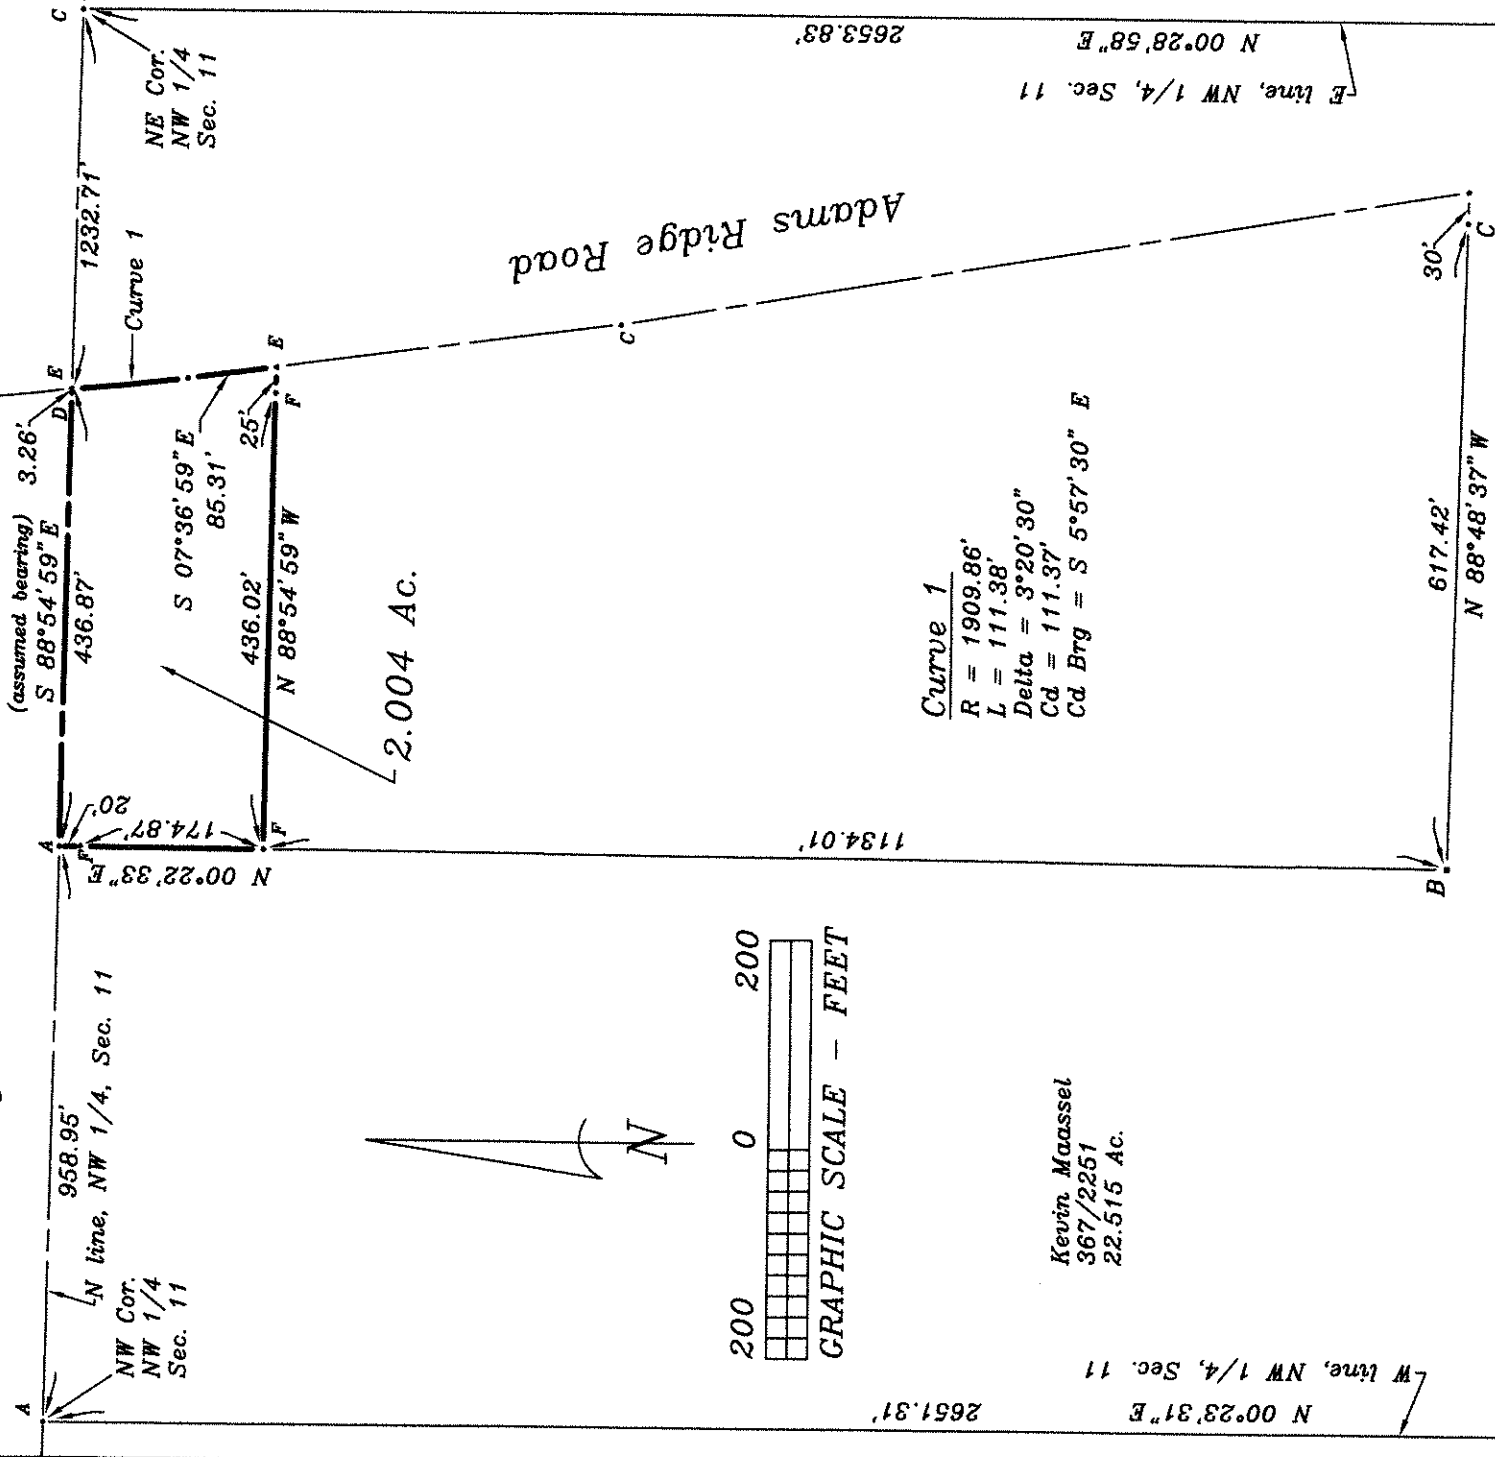 C
NE Cor.
NW 1/4
Sec. 11
1232.71'
Curve 1
N 00°28'58"E
2653.83'
E line, NW 1/4, Sec. 11
Adams Ridge Road
(assumed bearing)
S 88°54'59"E
436.87'
3.26'
D
E
S 07°36'59"E
85.31'
25'
E
F
436.02'
N 88°54'59"W
2.004 Ac.
A
F
20'
174.87'
F
N 00°22'33"E
C
30'
C
1134.01'
B
617.42'
N 88°48'37"W
Curve 1
R = 1909.86'
L = 111.38'
Delta = 3°20'30"
Cd = 111.37'
Cd Brg = S 5°57'30" E
A
958.95'
N line, NW 1/4, Sec. 11
NW Cor.
NW 1/4
Sec. 11
N
200 0 200
GRAPHIC SCALE - FEET
Kevin Maassel
367/2251
22.515 Ac.
N 00°23'31"E
2651.31'
W line, NW 1/4, Sec. 11